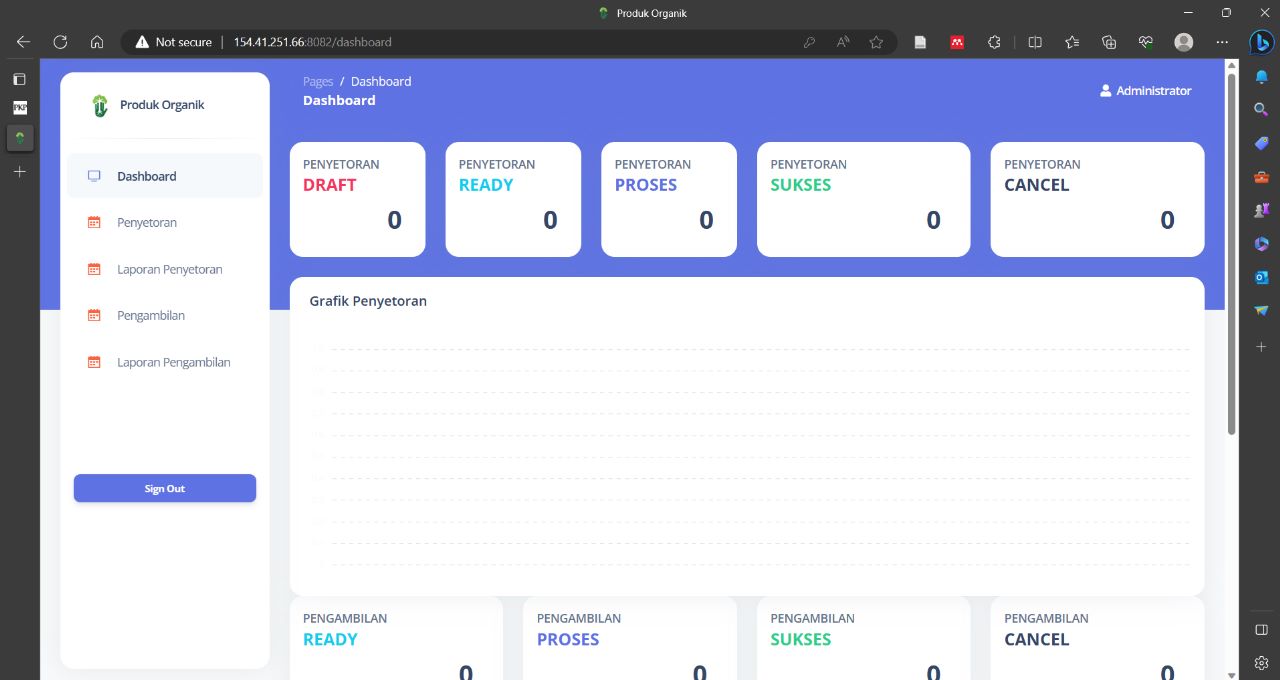 Produk Organik
Not secure
154.41.251.66:8082/dashboard
PKP
Produk Organik
Dashboard
Penyetoran
Laporan Penyetoran
Pengambilan
Laporan Pengambilan
Sign Out
Pages / Dashboard
Dashboard
Administrator
PENYETORAN
DRAFT
0
PENYETORAN
READY
0
PENYETORAN
PROSES
0
PENYETORAN
SUKSES
0
PENYETORAN
CANCEL
0
Grafik Penyetoran
PENGAMBILAN
READY
0
PENGAMBILAN
PROSES
0
PENGAMBILAN
SUKSES
0
PENGAMBILAN
CANCEL
0